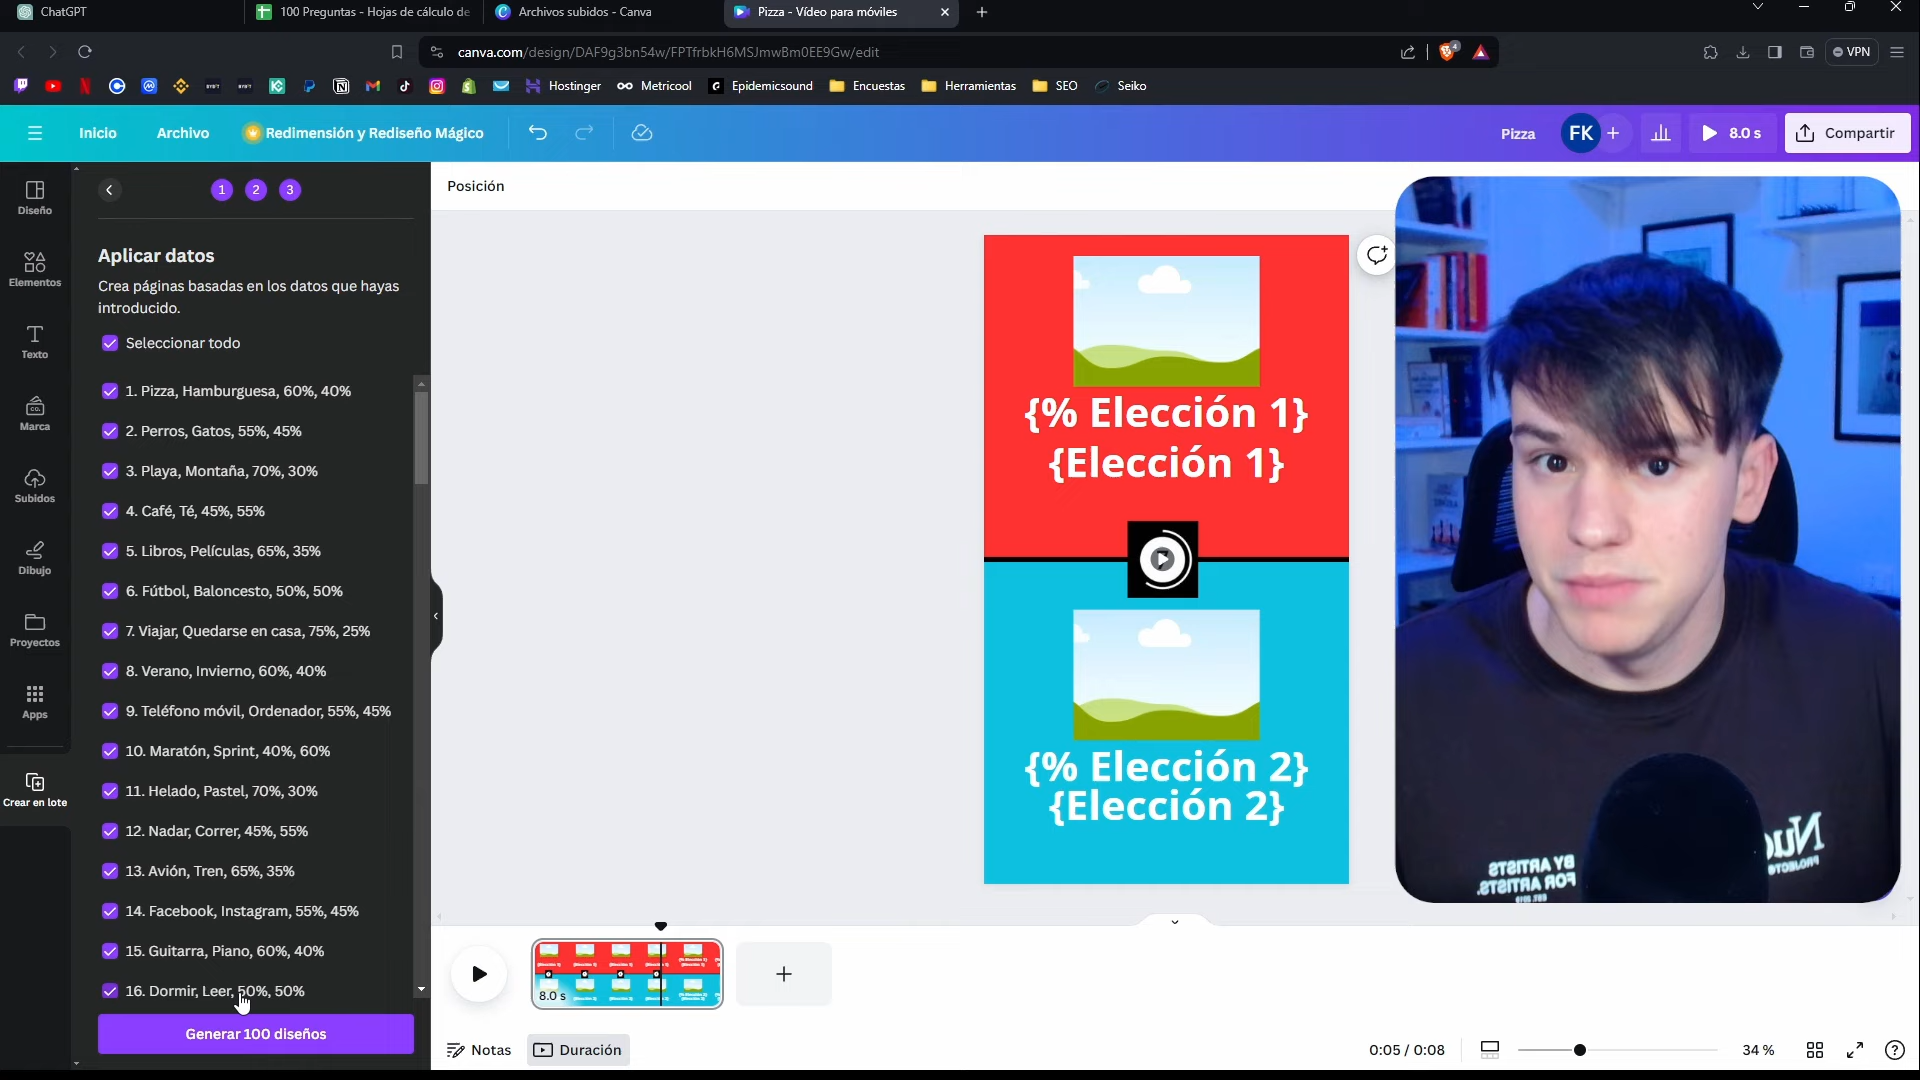 ChatGPT
100 Preguntas - Hojas de cálculo de
Archivos subidos - Canva
Pizza - Vídeo para móviles
canva.com/design/DAF9g3bn54w/FPTfrbkH6MSJmwBm0EE9Gw/edit
VPN
Hostinger
Metricool
Epidemicsound
Encuestas
Herramientas
SEO
Seiko
Inicio
Archivo
Redimensión y Rediseño Mágico
Pizza
FK
8.0 s
Compartir
Diseño
Elementos
Texto
Marca
Subidos
Dibujo
Proyectos
Apps
Crear en lote
1 2 3
Aplicar datos
Crea páginas basadas en los datos que hayas
introducido.
Seleccionar todo
1. Pizza, Hamburguesa, 60%, 40%
2. Perros, Gatos, 55%, 45%
3. Playa, Montaña, 70%, 30%
4. Café, Té, 45%, 55%
5. Libros, Películas, 65%, 35%
6. Fútbol, Baloncesto, 50%, 50%
7. Viajar, Quedarse en casa, 75%, 25%
8. Verano, Invierno, 60%, 40%
9. Teléfono móvil, Ordenador, 55%, 45%
10. Maratón, Sprint, 40%, 60%
11. Helado, Pastel, 70%, 30%
12. Nadar, Correr, 45%, 55%
13. Avión, Tren, 65%, 35%
14. Facebook, Instagram, 55%, 45%
15. Guitarra, Piano, 60%, 40%
16. Dormir, Leer, 50%, 50%
Generar 100 diseños
Posición
{% Elección 1}
{Elección 1}
{% Elección 2}
{Elección 2}
BY ARTISTS
FOR ARTISTS.
8.0 s
Notas
Duración
0:05 / 0:08
34 %